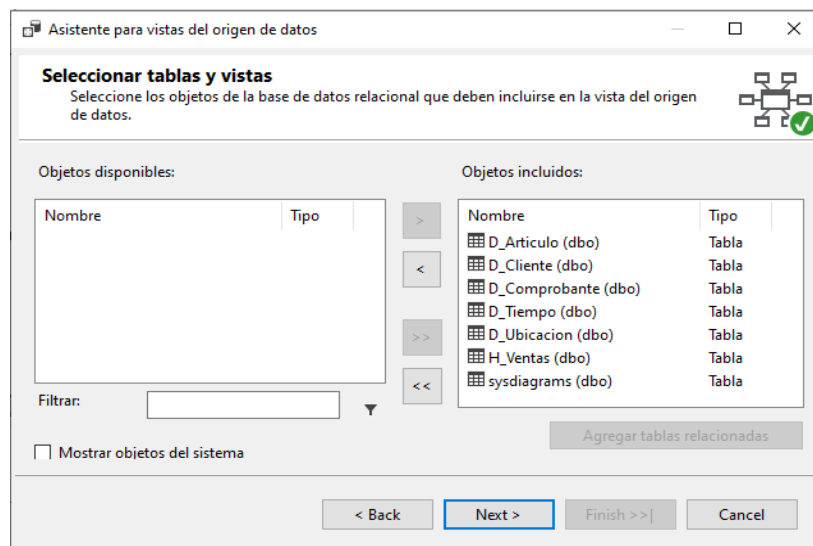 Asistente para vistas del origen de datos
Seleccionar tablas y vistas
Seleccione los objetos de la base de datos relacional que deben incluirse en la vista del origen
de datos.
Objetos disponibles:
Nombre Tipo
Filtrar:
Mostrar objetos del sistema
>
<
>>
<<
Objetos incluidos:
Nombre Tipo
D_Articulo (dbo) Tabla
D_Cliente (dbo) Tabla
D_Comprobante (dbo) Tabla
D_Tiempo (dbo) Tabla
D_Ubicacion (dbo) Tabla
H_Ventas (dbo) Tabla
sysdiagrams (dbo) Tabla
Agregar tablas relacionadas
< Back Next > Finish >>| Cancel